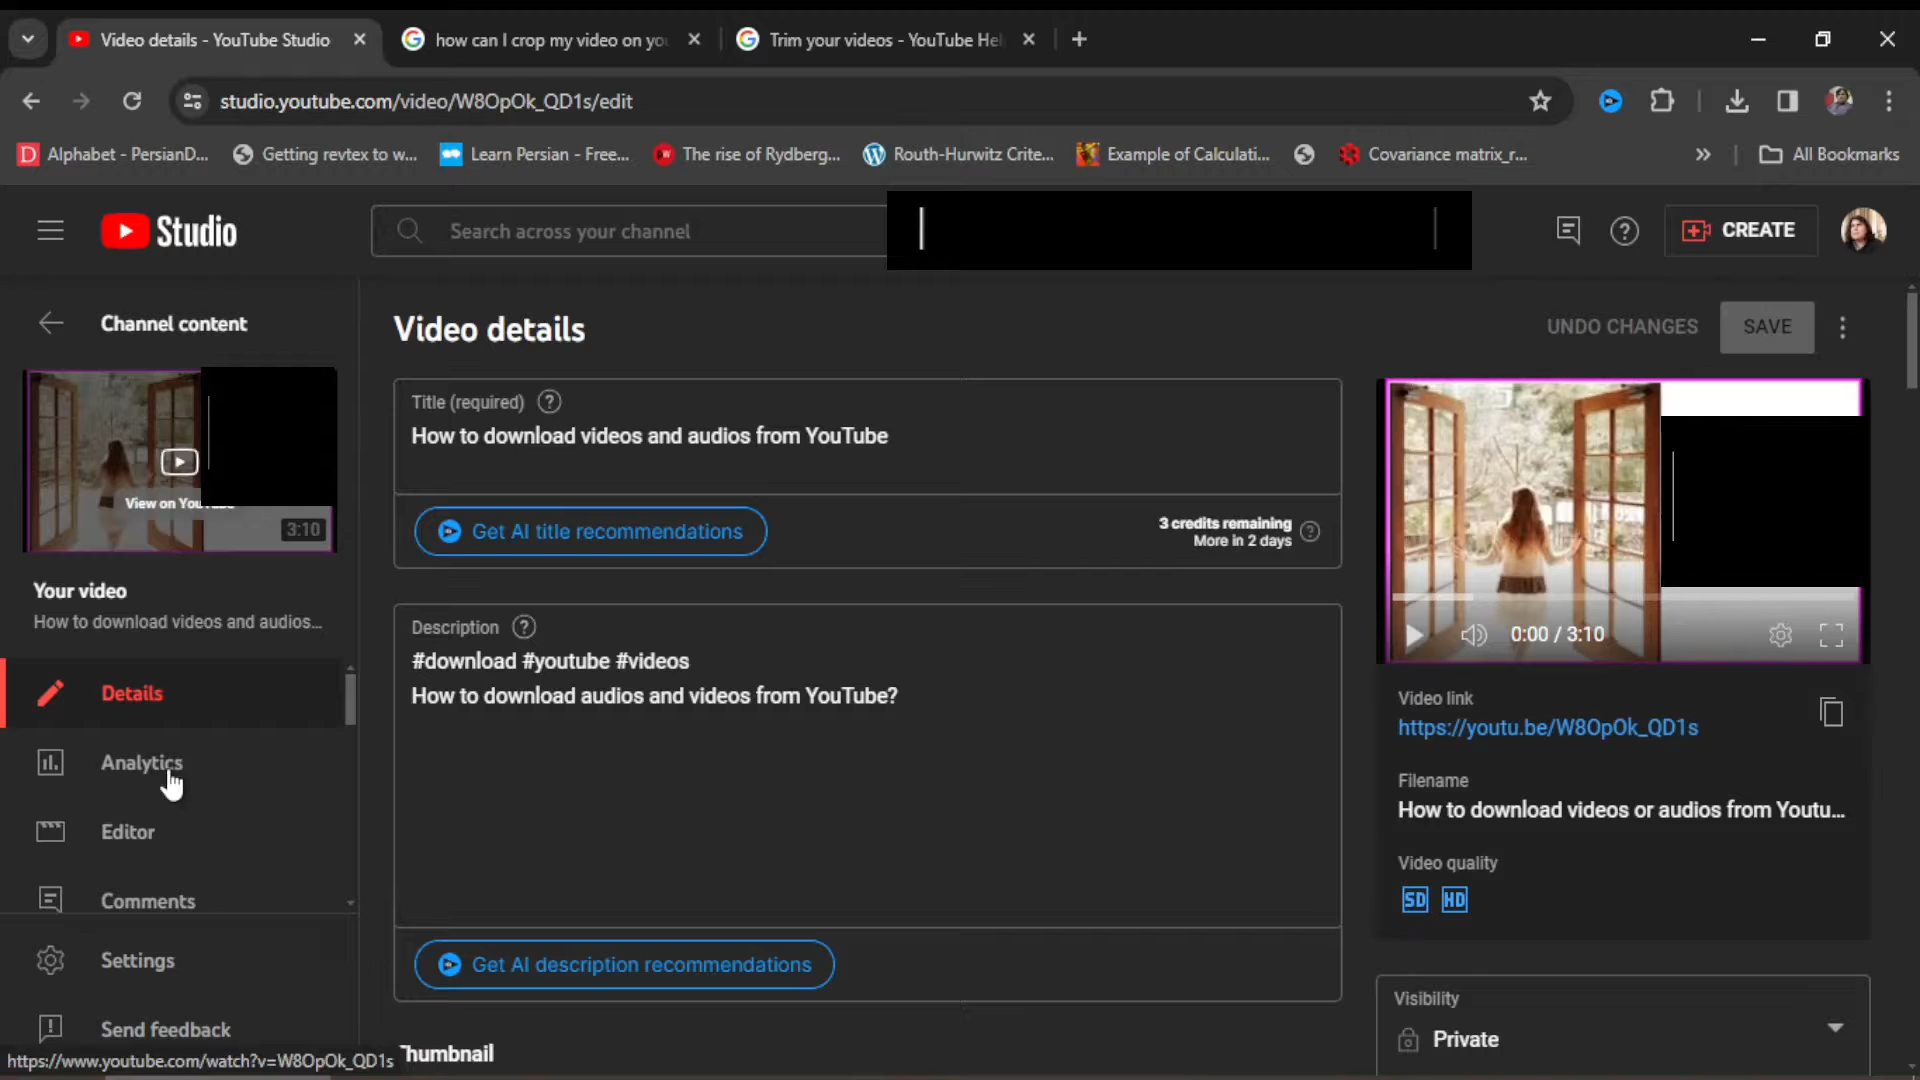 Video details - YouTube Studio
how can I crop my video on yo
Trim your videos - YouTube Hel
studio.youtube.com/video/W8OpOk_QD1s/edit
Alphabet - PersianD...
Getting revtex to w...
Learn Persian - Free...
The rise of Rydberg...
Routh-Hurwitz Crite...
Example of Calculati...
Covariance matrix_r...
All Bookmarks
Studio
Search across your channel
CREATE
Channel content
View on You
3:10
Your video
How to download videos and audios...
Details
Analytics
Editor
Comments
Settings
Send feedback
https://www.youtube.com/watch?v=W8OpOk_QD1s
Video details
UNDO CHANGES
SAVE
Title (required)
How to download videos and audios from YouTube
Get AI title recommendations
3 credits remaining
More in 2 days
Description
#download #youtube #videos
How to download audios and videos from YouTube?
Get AI description recommendations
Thumbnail
0:00 / 3:10
Video link
https://youtu.be/W8OpOk_QD1s
Filename
How to download videos or audios from Youtu...
Video quality
SD HD
Visibility
Private